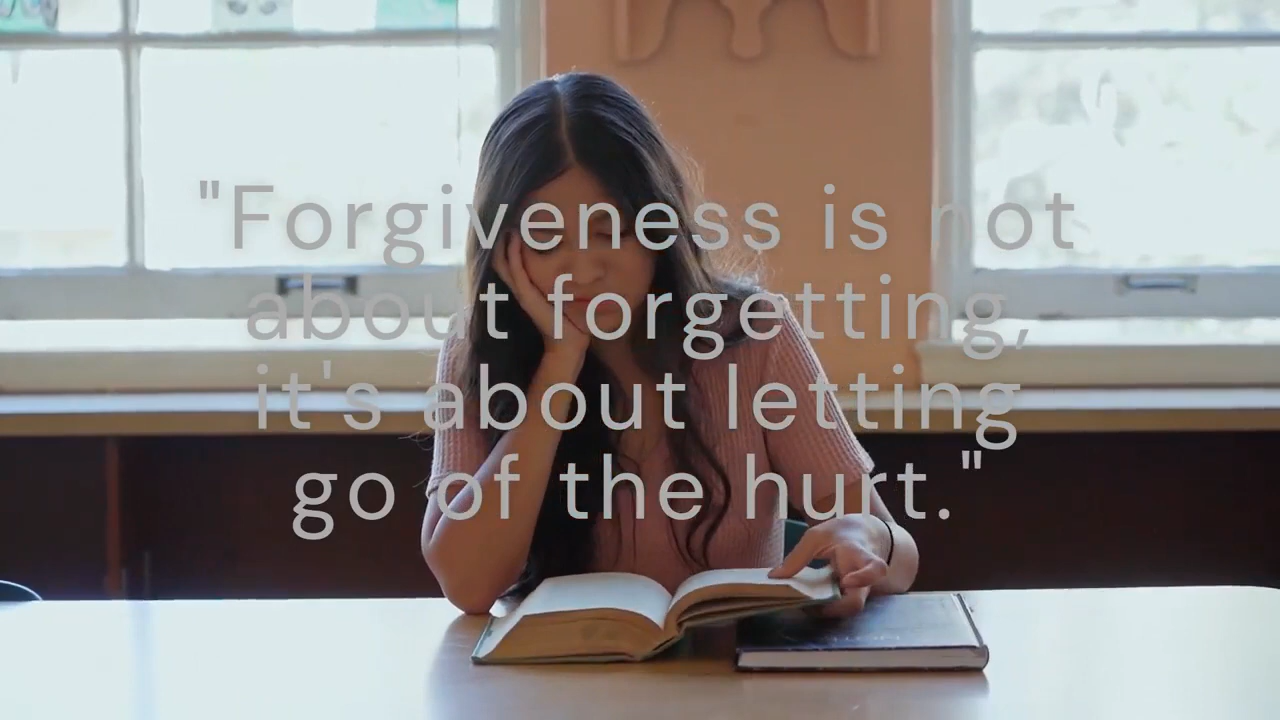 "Forgiveness is not
about forgetting,
it's about letting
go of the hurt."